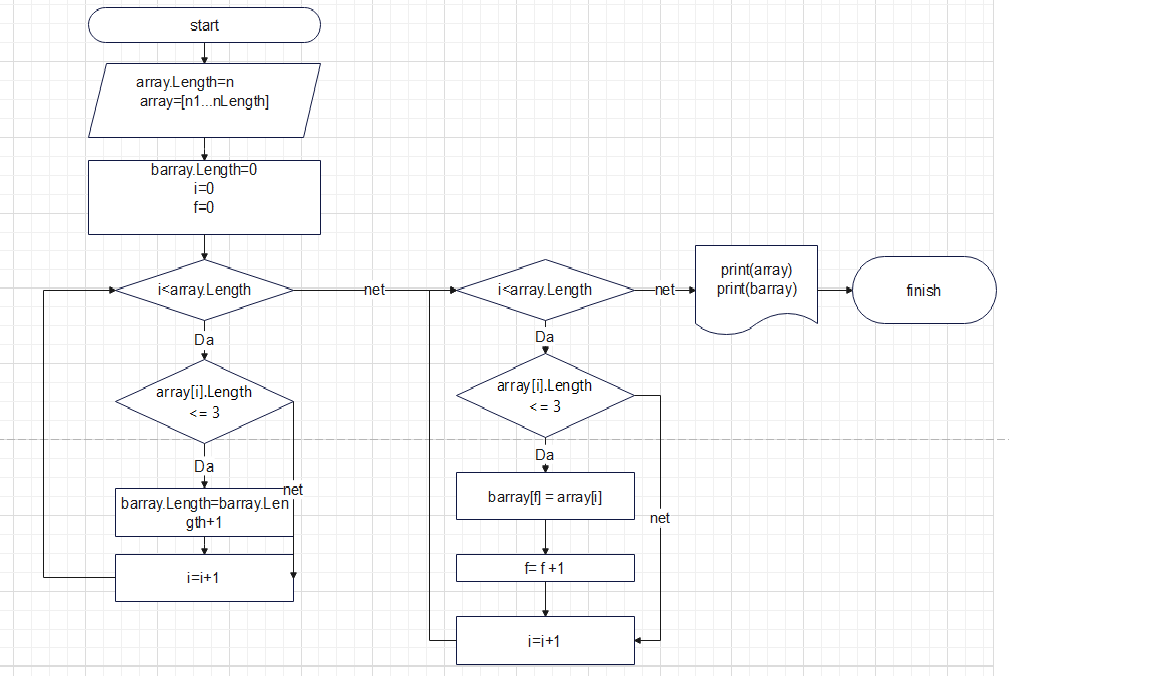 start
array.Length=n
array=[n1...nLength]
barray.Length=0
i=0
f=0
i<array.Length
Da
array[i].Length
<= 3
Da
net
barray.Length=barray.Len
gth+1
i=i+1
net
i<array.Length
Da
array[i].Length
<= 3
Da
net
barray[f] = array[i]
f= f +1
i=i+1
net
print(array)
print(barray)
finish